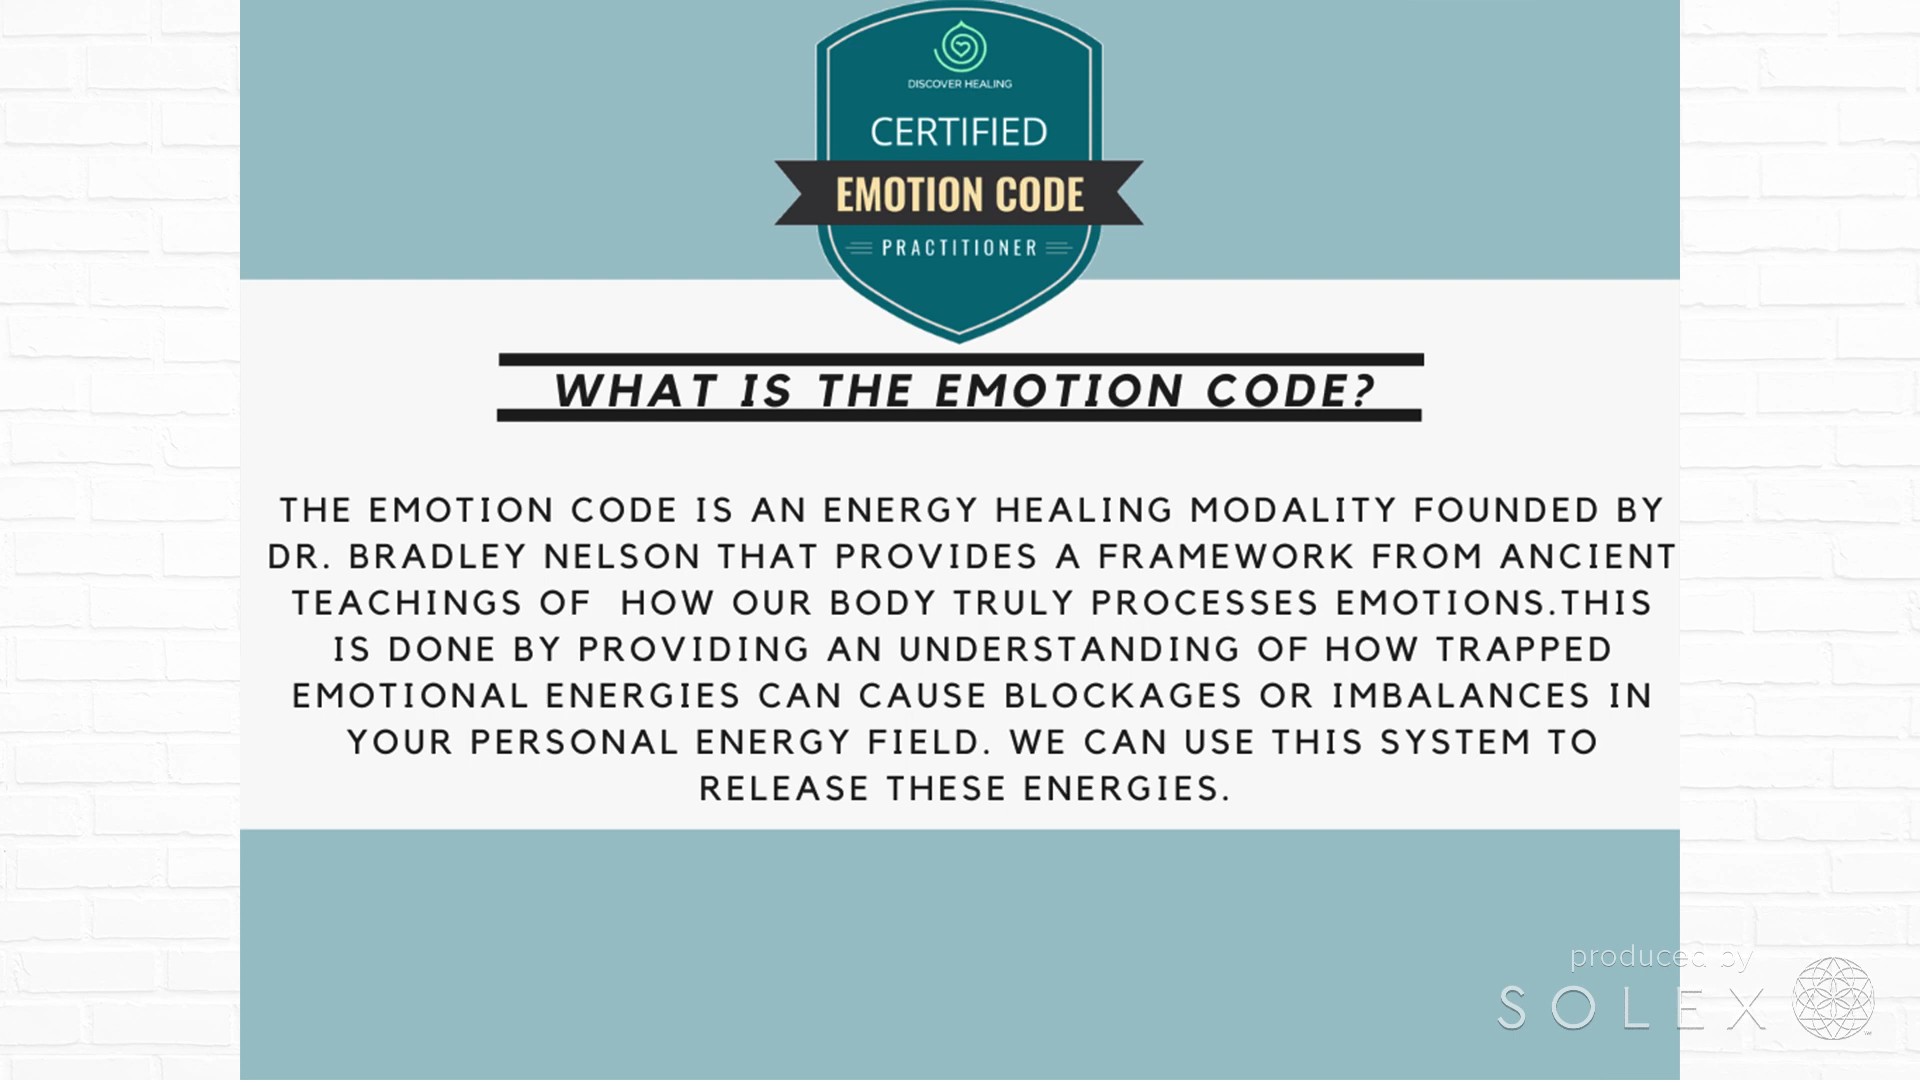 DISCOVER HEALING
CERTIFIED
EMOTION CODE
PRACTITIONER
WHAT IS THE EMOTION CODE?
THE EMOTION CODE IS AN ENERGY HEALING MODALITY FOUNDED BY
DR. BRADLEY NELSON THAT PROVIDES A FRAMEWORK FROM ANCIENT
TEACHINGS OF  HOW OUR BODY TRULY PROCESSES EMOTIONS.THIS
IS DONE BY PROVIDING AN UNDERSTANDING OF HOW TRAPPED
EMOTIONAL ENERGIES CAN CAUSE BLOCKAGES OR IMBALANCES IN
YOUR PERSONAL ENERGY FIELD. WE CAN USE THIS SYSTEM TO
RELEASE THESE ENERGIES.
produced by
SOLEX